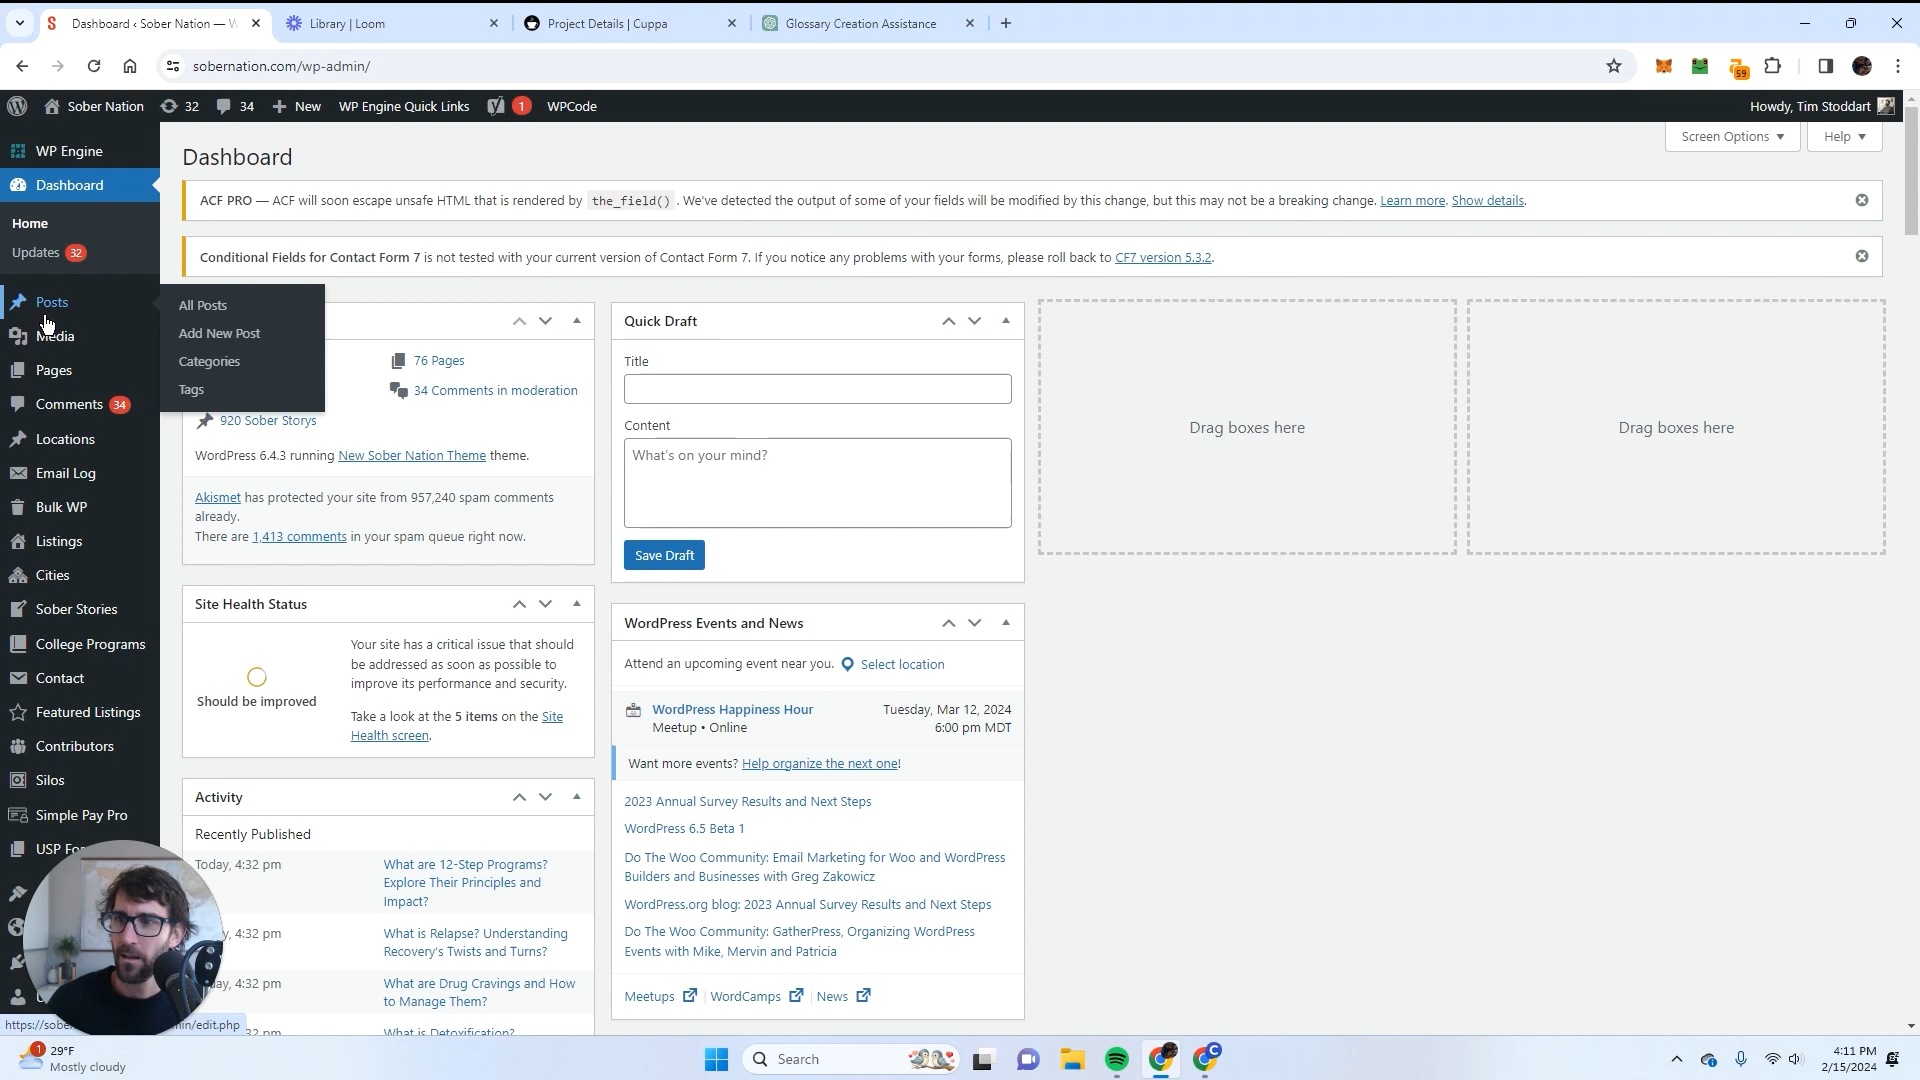 Dashboard ‹ Sober Nation — W
Library | Loom
Project Details | Cuppa
Glossary Creation Assistance
sobernation.com/wp-admin/
59
Sober Nation
32
34
New
WP Engine Quick Links
1
WPCode
Howdy, Tim Stoddart
WP Engine
Dashboard
Home
Updates 32
Posts
Media
Pages
Comments 34
Locations
Email Log
Bulk WP
Listings
Cities
Sober Stories
College Programs
Contact
Featured Listings
Contributors
Silos
Simple Pay Pro
USP For
All Posts
Add New Post
Categories
Tags
Dashboard
Screen Options
Help
ACF PRO — ACF will soon escape unsafe HTML that is rendered by the_field() . We've detected the output of some of your fields will be modified by this change, but this may not be a breaking change. Learn more. Show details.
Conditional Fields for Contact Form 7 is not tested with your current version of Contact Form 7. If you notice any problems with your forms, please roll back to CF7 version 5.3.2.
76 Pages
34 Comments in moderation
920 Sober Storys
WordPress 6.4.3 running New Sober Nation Theme theme.
Akismet has protected your site from 957,240 spam comments
already.
There are 1,413 comments in your spam queue right now.
Site Health Status
Should be improved
Your site has a critical issue that should
be addressed as soon as possible to
improve its performance and security.
Take a look at the 5 items on the Site
Health screen.
Activity
Recently Published
Today, 4:32 pm
What are 12-Step Programs?
Explore Their Principles and
Impact?
y, 4:32 pm
What is Relapse? Understanding
Recovery's Twists and Turns?
ay, 4:32 pm
What are Drug Cravings and How
to Manage Them?
32 pm
What is Detoxification?
Quick Draft
Title
Content
What's on your mind?
Save Draft
WordPress Events and News
Attend an upcoming event near you.
Select location
WordPress Happiness Hour
Meetup • Online
Tuesday, Mar 12, 2024
6:00 pm MDT
Want more events? Help organize the next one!
2023 Annual Survey Results and Next Steps
WordPress 6.5 Beta 1
Do The Woo Community: Email Marketing for Woo and WordPress
Builders and Businesses with Greg Zakowicz
WordPress.org blog: 2023 Annual Survey Results and Next Steps
Do The Woo Community: GatherPress, Organizing WordPress
Events with Mike, Mervin and Patricia
Meetups | WordCamps | News
Drag boxes here
Drag boxes here
https://sobe
min/edit.php
1
29°F
Mostly cloudy
Search
4:11 PM
2/15/2024